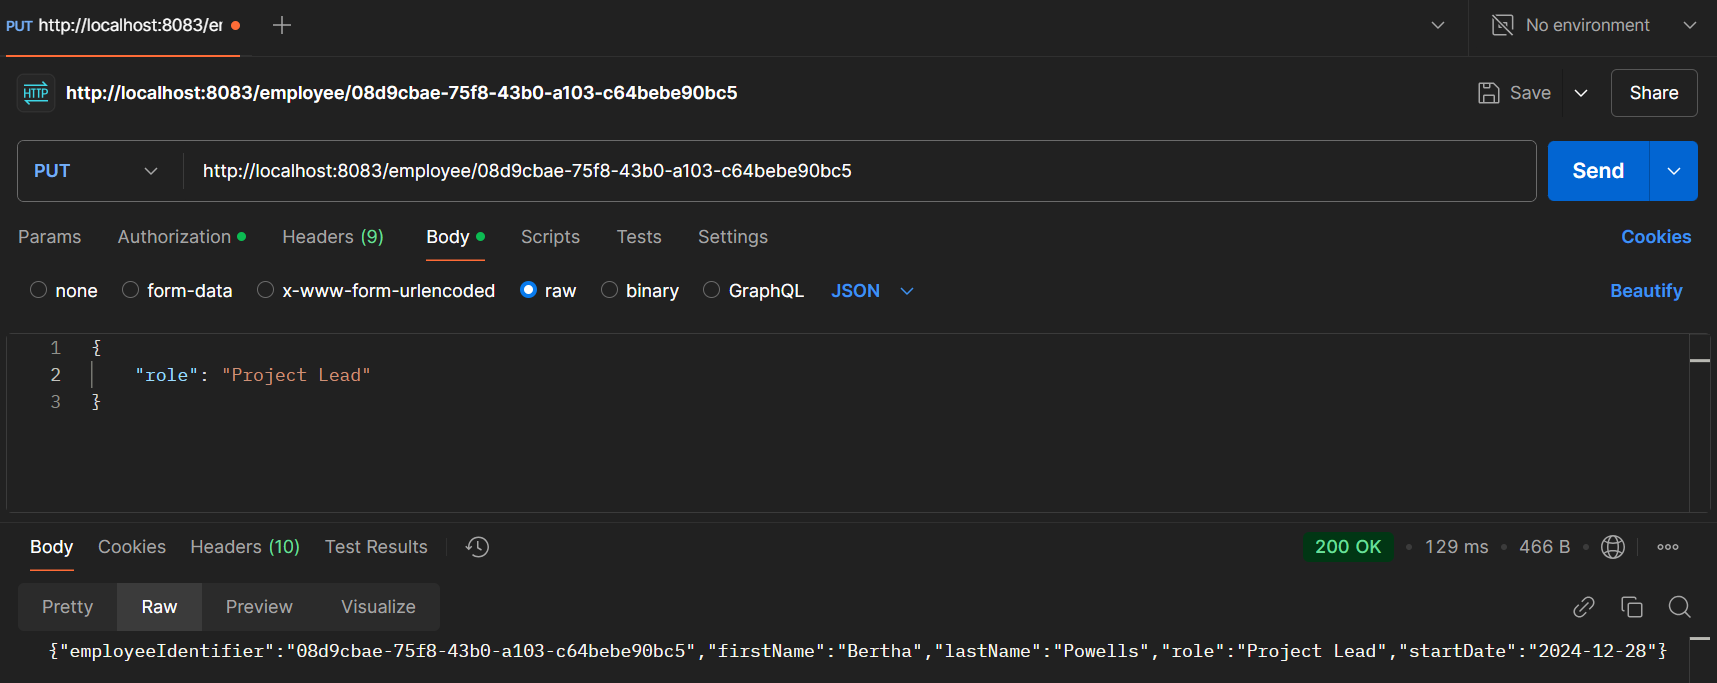 PUT http://localhost:8083/er
No environment
HTTP http://localhost:8083/employee/08d9cbae-75f8-43b0-a103-c64bebe90bc5
Save Share
PUT http://localhost:8083/employee/08d9cbae-75f8-43b0-a103-c64bebe90bc5 Send
Params Authorization Headers (9) Body Scripts Tests Settings Cookies
none form-data x-www-form-urlencoded raw binary GraphQL JSON Beautify
1 {
2 "role": "Project Lead"
3 }
Body Cookies Headers (10) Test Results 200 OK • 129 ms • 466 B
Pretty Raw Preview Visualize
{"employeeIdentifier":"08d9cbae-75f8-43b0-a103-c64bebe90bc5","firstName":"Bertha","lastName":"Powells","role":"Project Lead","startDate":"2024-12-28"}